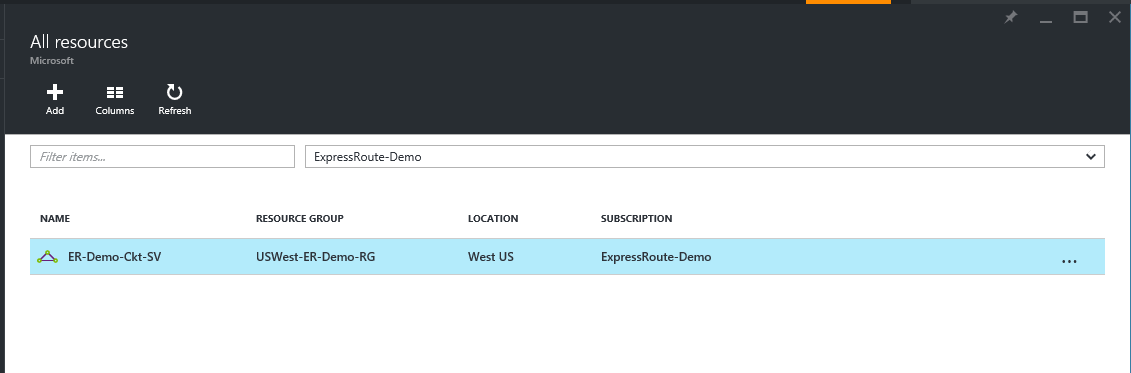 All resources
Microsoft
Add Columns Refresh
Filter items... ExpressRoute-Demo
NAME RESOURCE GROUP LOCATION SUBSCRIPTION
ER-Demo-Ckt-SV USWest-ER-Demo-RG West US ExpressRoute-Demo ...